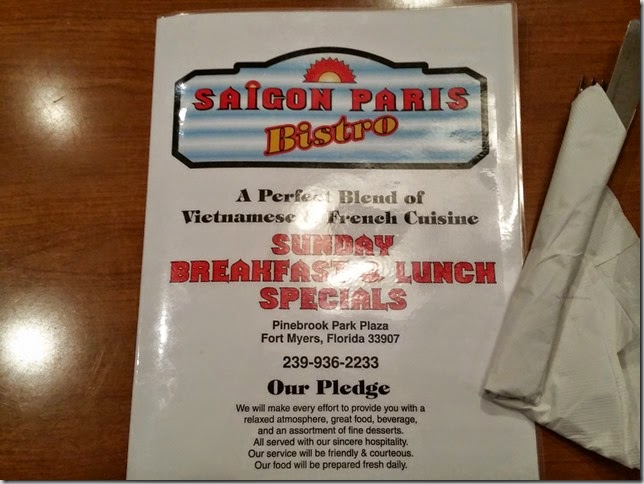 SAIGON PARIS
Bistro
A Perfect Blend of
Vietnamese & French Cuisine
SUNDAY
BREAKFAST & LUNCH
SPECIALS
Pinebrook Park Plaza
Fort Myers, Florida 33907
239-936-2233
Our Pledge
We will make every effort to provide you with a
relaxed atmosphere, great food, beverage,
and an assortment of fine desserts.
All served with our sincere hospitality.
Our service will be friendly & courteous.
Our food will be prepared fresh daily.